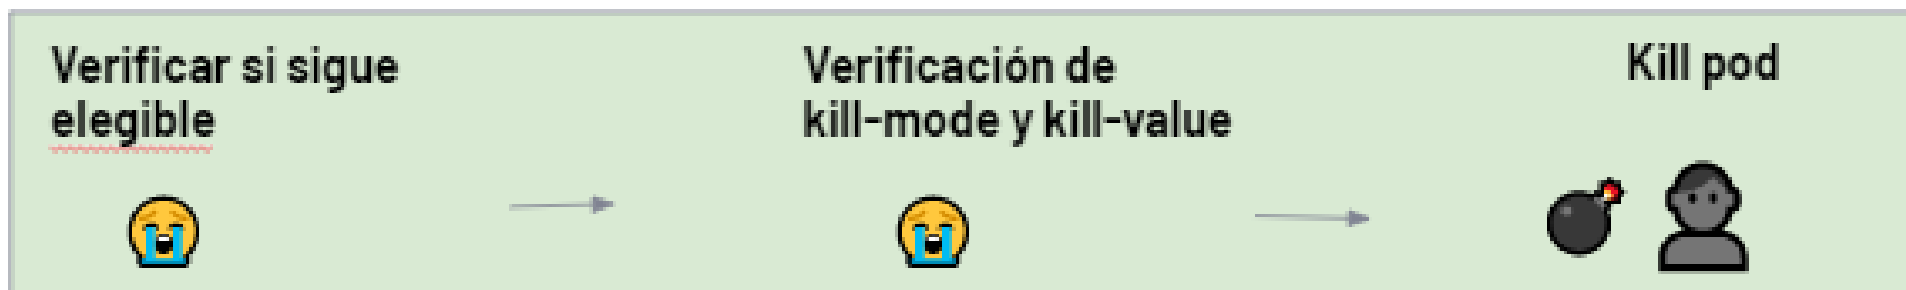 Verificar si sigue
elegible
Verificación de
kill-mode y kill-value
Kill pod